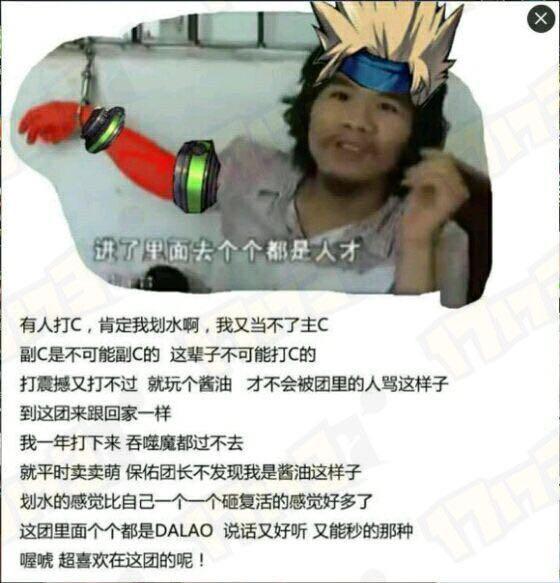 进了里面去个个都是人才
有人打C，肯定我划水啊，我又当不了主C
副C是不可能副C的 这辈子不可能打C的
打震撼又打不过 就玩个酱油 才不会被团里的人骂这样子
到这团来跟回家一样
我一年打下来 吞噬魔都过不去
就平时卖卖萌 保佑团长不发现我是酱油这样子
划水的感觉比自己一个一个砸复活的感觉好多了
这团里面个个都是DALAO 说话又好听 又能秒的那种
喔唬 超喜欢在这团的呢！